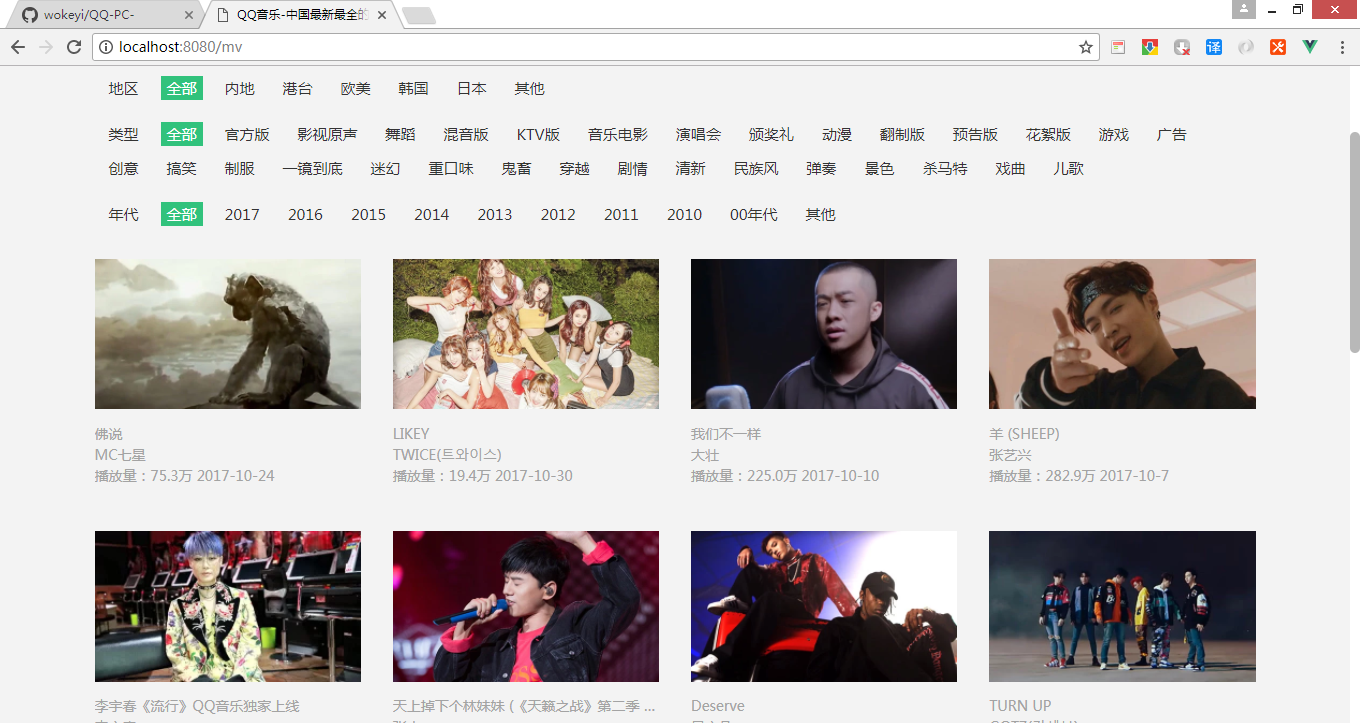 wokeyi/QQ-PC-
QQ音乐-中国最新最全的
localhost:8080/mv
译
地区 全部 内地 港台 欧美 韩国 日本 其他
类型 全部 官方版 影视原声 舞蹈 混音版 KTV版 音乐电影 演唱会 颁奖礼 动漫 翻制版 预告版 花絮版 游戏 广告
创意 搞笑 制服 一镜到底 迷幻 重口味 鬼畜 穿越 剧情 清新 民族风 弹奏 景色 杀马特 戏曲 儿歌
年代 全部 2017 2016 2015 2014 2013 2012 2011 2010 00年代 其他
佛说
MC七星
播放量：75.3万 2017-10-24
LIKEY
TWICE(트와이스)
播放量：19.4万 2017-10-30
我们不一样
大壮
播放量：225.0万 2017-10-10
羊 (SHEEP)
张艺兴
播放量：282.9万 2017-10-7
李宇春《流行》QQ音乐独家上线
天上掉下个林妹妹 (《天籁之战》第二季 ...
Deserve
TURN UP